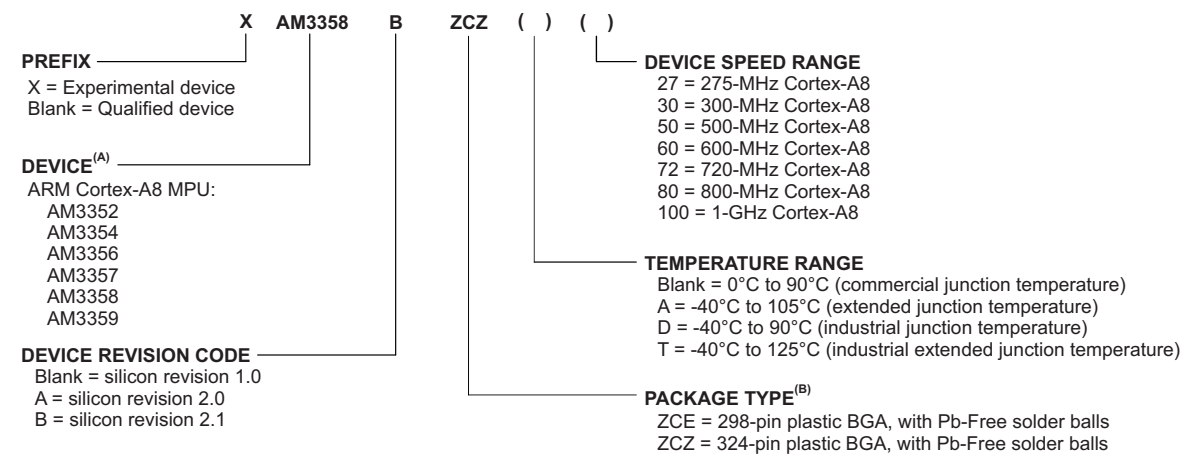 X AM3358 B ZCZ ( ) ( )
PREFIX
X = Experimental device
Blank = Qualified device
DEVICE(A)
ARM Cortex-A8 MPU:
AM3352
AM3354
AM3356
AM3357
AM3358
AM3359
DEVICE REVISION CODE
Blank = silicon revision 1.0
A = silicon revision 2.0
B = silicon revision 2.1
DEVICE SPEED RANGE
27 = 275-MHz Cortex-A8
30 = 300-MHz Cortex-A8
50 = 500-MHz Cortex-A8
60 = 600-MHz Cortex-A8
72 = 720-MHz Cortex-A8
80 = 800-MHz Cortex-A8
100 = 1-GHz Cortex-A8
TEMPERATURE RANGE
Blank = 0°C to 90°C (commercial junction temperature)
A = -40°C to 105°C (extended junction temperature)
D = -40°C to 90°C (industrial junction temperature)
T = -40°C to 125°C (industrial extended junction temperature)
PACKAGE TYPE(B)
ZCE = 298-pin plastic BGA, with Pb-Free solder balls
ZCZ = 324-pin plastic BGA, with Pb-Free solder balls